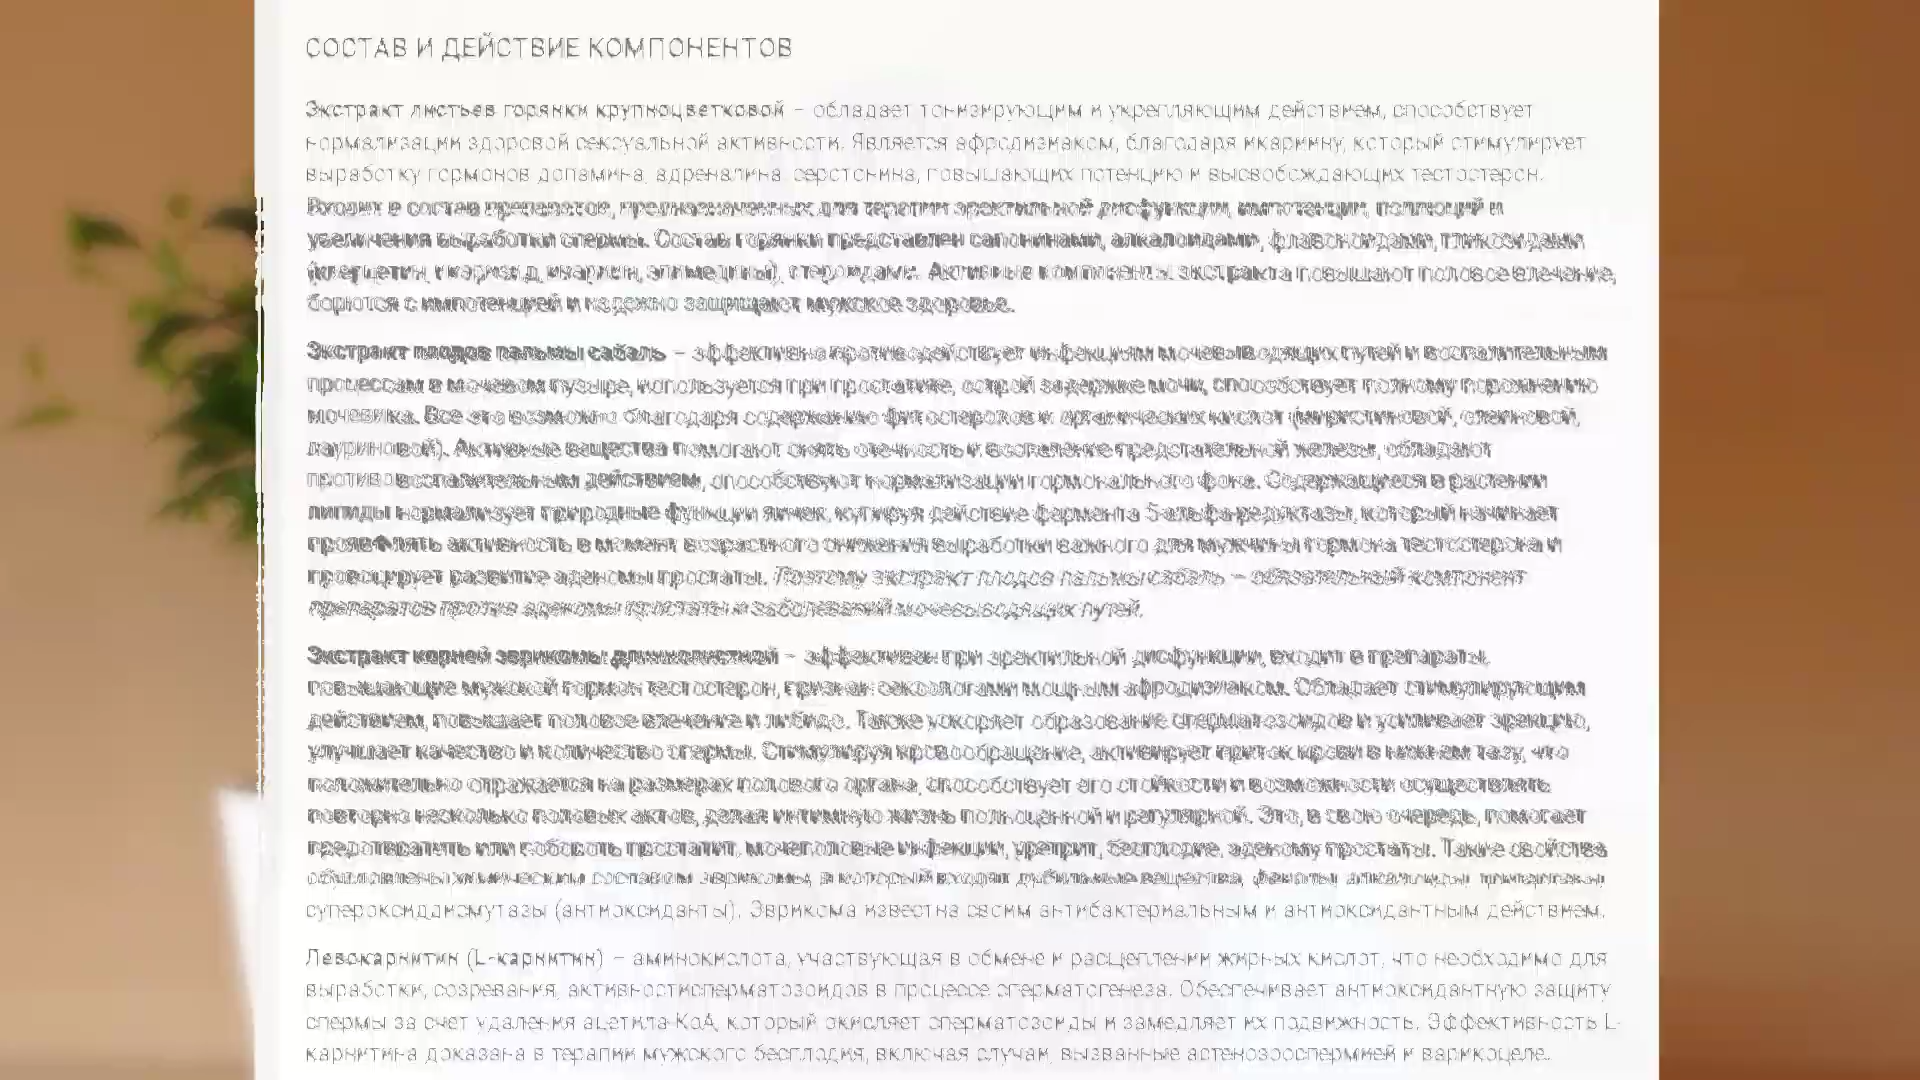 СОСТАВ И ДЕЙСТВИЕ КОМПОНЕНТОВ
Экстракт листьев горянки крупноцветковой – обладает тонизирующим и укрепляющим действием, способствует
нормализации здоровой сексуальной активности. Является афродизиаком, благодаря икариину, который стимулирует
выработку гормонов допамина, адреналина, серотонина, повышающих потенцию и высвобождающих тестостерон.
Входит в состав препаратов, предназначенных для терапии эректильной дисфункции, импотенции, поллюций и
увеличения выработки спермы. Состав горянки представлен сапонинами, алкалоидами, флавоноидами, гликозидами
(кверцетин, икаризид, икариин, эпимедины), стероидами. Активные компоненты экстракта повышают половое влечение,
борются с импотенцией и надежно защищают мужское здоровье.
Экстракт плодов пальмы сабаль – эффективно противодействует инфекциям мочевыводящих путей и воспалительным
процессам в мочевом пузыре, используется при простатите, острой задержке мочи, способствует полному порожнению
мочевика. Все это возможно благодаря содержанию фитостеролов и органических кислот (миристиновой, олеиновой,
лауриновой). Активные вещества помогают снять отечность и воспаление предстательной железы, обладают
противовоспалительным действием, способствуют нормализации гормонального фона. Содержащиеся в растении
липиды нормализует природные функции яичек, купируя действие фермента 5-альфа-редуктазы, который начинает
проявлять активность в момент возрастного снижения выработки важного для мужчины гормона тестостерона и
провоцирует развитие аденомы простаты. Поэтому экстракт плодов пальмы сабаль – обязательный компонент
препаратов против аденомы простаты и заболеваний мочевыводящих путей.
Экстракт корней эврикомы длиннолистной – эффективен при эректильной дисфункции, входит в препараты,
повышающие мужской гормон тестостерон, признан сексологами мощным афродизиаком. Обладает стимулирующим
действием, повышает половое влечение и либидо. Также ускоряет образование сперматозоидов и усиливает эрекцию,
улучшает качество и количество спермы. Стимулируя кровообращение, активирует приток крови в нижнем тазу, что
положительно отражается на размерах полового органа, способствует его стойкости и возможности осуществлять
повторно несколько половых актов, делая интимную жизнь полноценной и регулярной. Это, в свою очередь, помогает
предотвратить или побороть простатит, мочеполовые инфекции, уретрит, бесплодие, аденому простаты. Такие свойства
обусловлены химическим составом эврикомы, в который входят дубильные вещества, фенолы, алкалоиды,
супероксиддисмутазы (антиоксиданты). Эврикома известна своим антибактериальным и антиоксидантным действием.
Левокарнитин (L-карнитин) – аминокислота, участвующая в обмене и расщеплении жирных кислот, что необходимо для
выработки, созревания, активностисперматозоидов в процессе сперматогенеза. Обеспечивает антиоксидантную защиту
спермы за счет удаления ацетила-КоА, который окисляет сперматозоиды и замедляет их подвижность. Эффективность L-
карнитина доказана в терапии мужского бесплодия, включая случаи, вызванные астенозооспермией и варикоцеле.